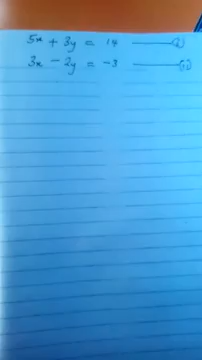 5x + 3y = 14 ——— (i)
3x - 2y = -3 ——— (ii)